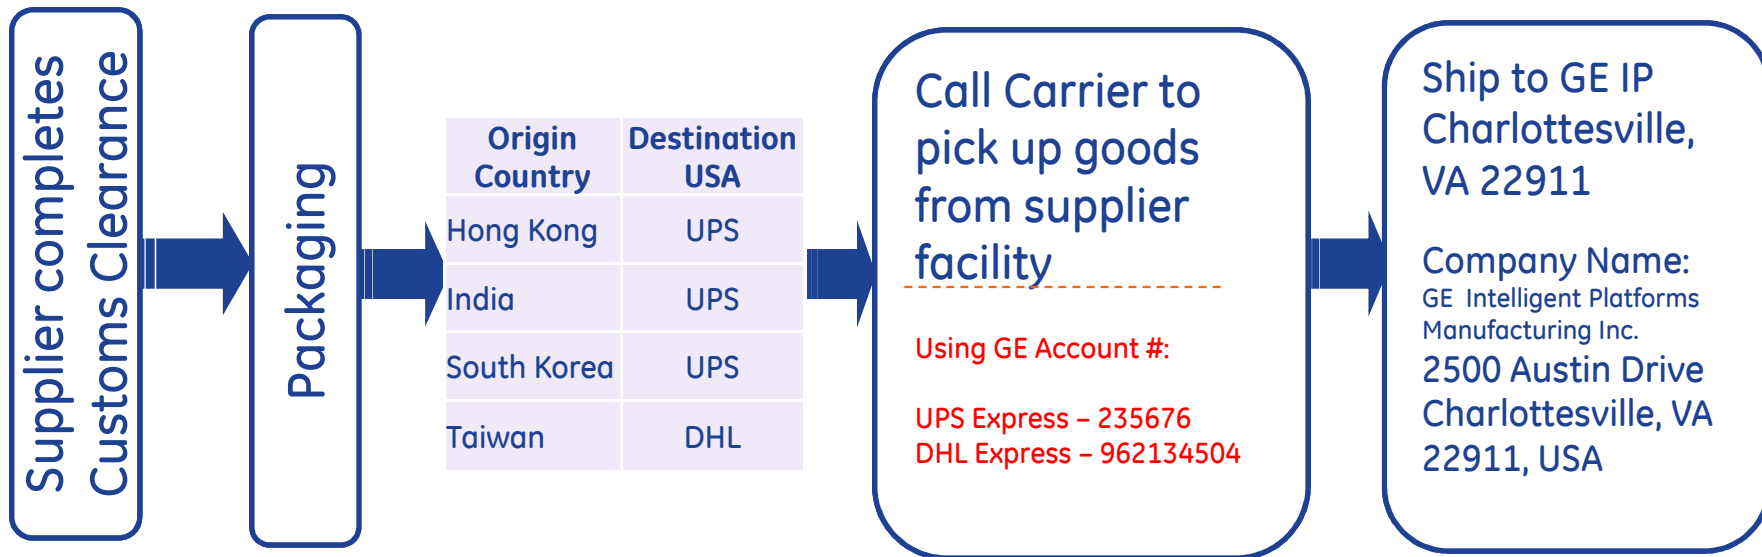 Supplier completes
Customs Clearance
Packaging
Origin Country Destination USA
Hong Kong UPS
India UPS
South Korea UPS
Taiwan DHL
Call Carrier to
pick up goods
from supplier
facility
Using GE Account #:
UPS Express – 235676
DHL Express – 962134504
Ship to GE IP
Charlottesville,
VA 22911
Company Name:
GE Intelligent Platforms
Manufacturing Inc.
2500 Austin Drive
Charlottesville, VA
22911, USA